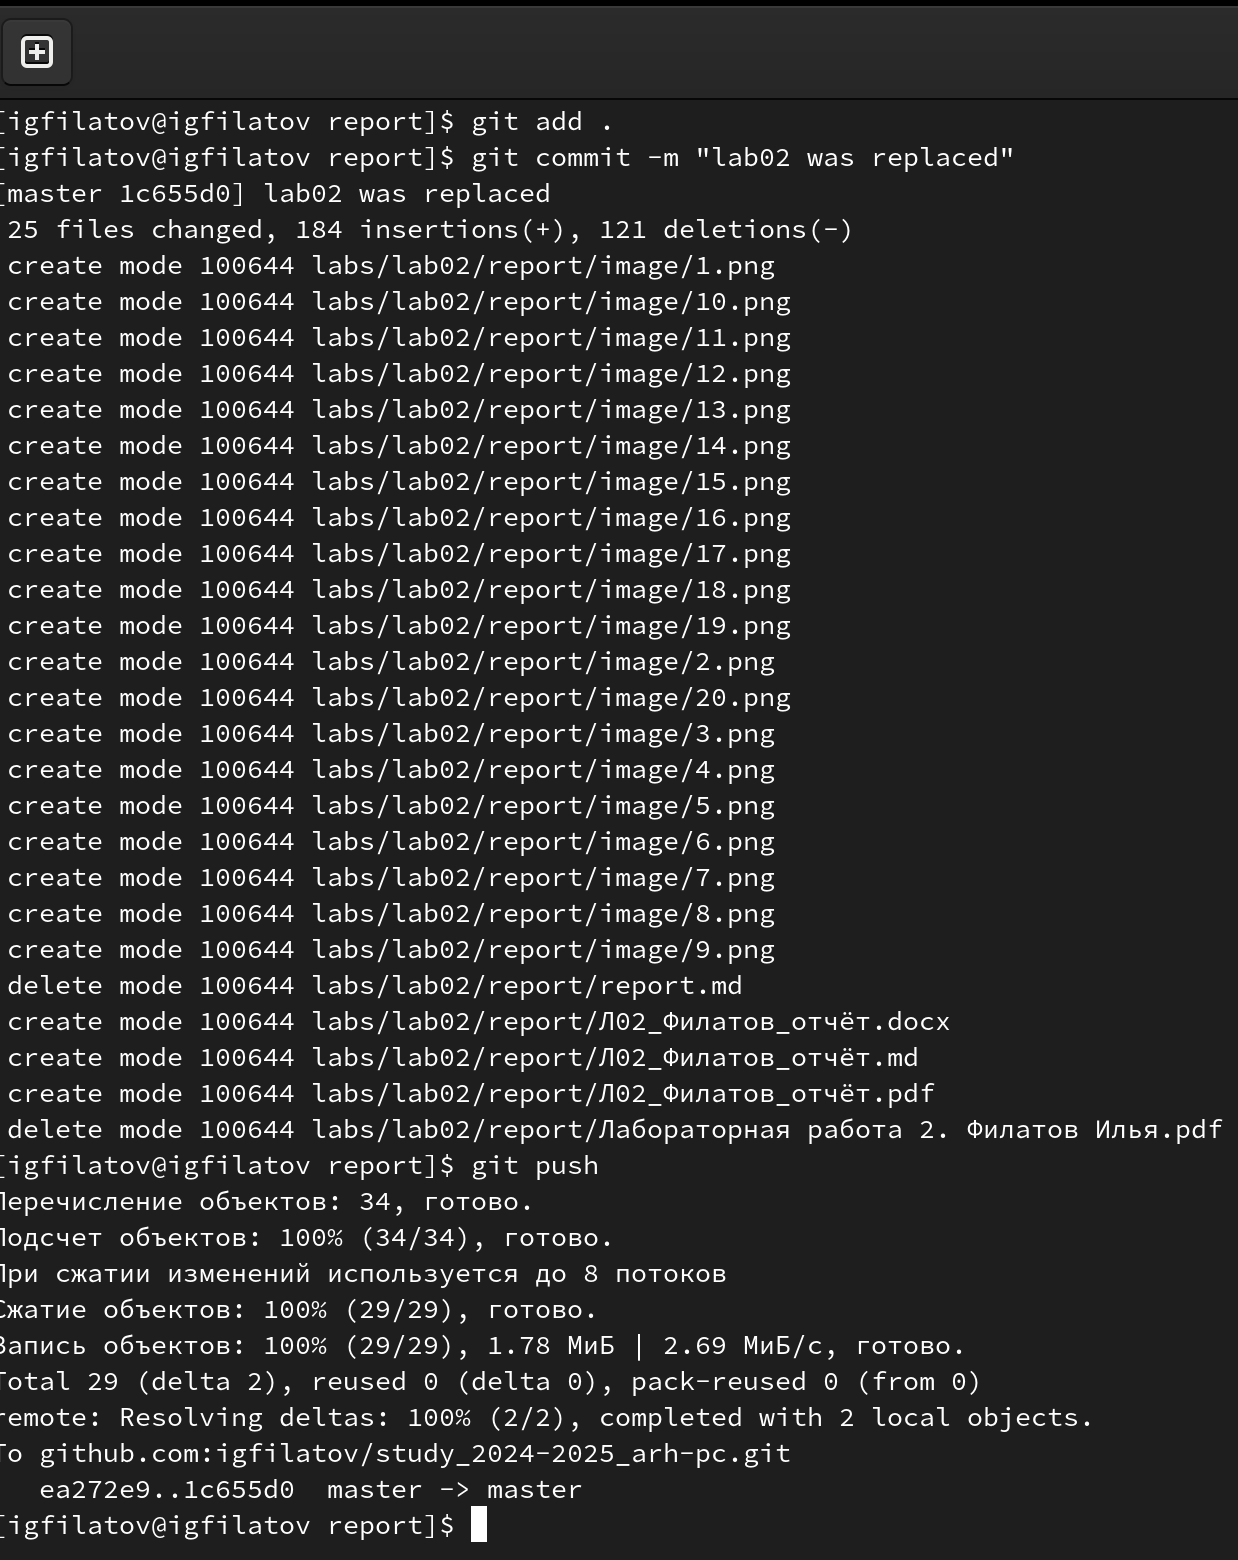 [igfilatov@igfilatov report]$ git add .
[igfilatov@igfilatov report]$ git commit -m "lab02 was replaced"
[master 1c655d0] lab02 was replaced
25 files changed, 184 insertions(+), 121 deletions(-)
create mode 100644 labs/lab02/report/image/1.png
create mode 100644 labs/lab02/report/image/10.png
create mode 100644 labs/lab02/report/image/11.png
create mode 100644 labs/lab02/report/image/12.png
create mode 100644 labs/lab02/report/image/13.png
create mode 100644 labs/lab02/report/image/14.png
create mode 100644 labs/lab02/report/image/15.png
create mode 100644 labs/lab02/report/image/16.png
create mode 100644 labs/lab02/report/image/17.png
create mode 100644 labs/lab02/report/image/18.png
create mode 100644 labs/lab02/report/image/19.png
create mode 100644 labs/lab02/report/image/2.png
create mode 100644 labs/lab02/report/image/20.png
create mode 100644 labs/lab02/report/image/3.png
create mode 100644 labs/lab02/report/image/4.png
create mode 100644 labs/lab02/report/image/5.png
create mode 100644 labs/lab02/report/image/6.png
create mode 100644 labs/lab02/report/image/7.png
create mode 100644 labs/lab02/report/image/8.png
create mode 100644 labs/lab02/report/image/9.png
delete mode 100644 labs/lab02/report/report.md
create mode 100644 labs/lab02/report/Л02_Филатов_отчёт.docx
create mode 100644 labs/lab02/report/Л02_Филатов_отчёт.md
create mode 100644 labs/lab02/report/Л02_Филатов_отчёт.pdf
delete mode 100644 labs/lab02/report/Лабораторная работа 2. Филатов Илья.pdf
[igfilatov@igfilatov report]$ git push
Перечисление объектов: 34, готово.
Подсчет объектов: 100% (34/34), готово.
При сжатии изменений используется до 8 потоков
Сжатие объектов: 100% (29/29), готово.
Запись объектов: 100% (29/29), 1.78 МиБ | 2.69 МиБ/с, готово.
Total 29 (delta 2), reused 0 (delta 0), pack-reused 0 (from 0)
remote: Resolving deltas: 100% (2/2), completed with 2 local objects.
To github.com:igfilatov/study_2024-2025_arh-pc.git
ea272e9..1c655d0  master -> master
[igfilatov@igfilatov report]$